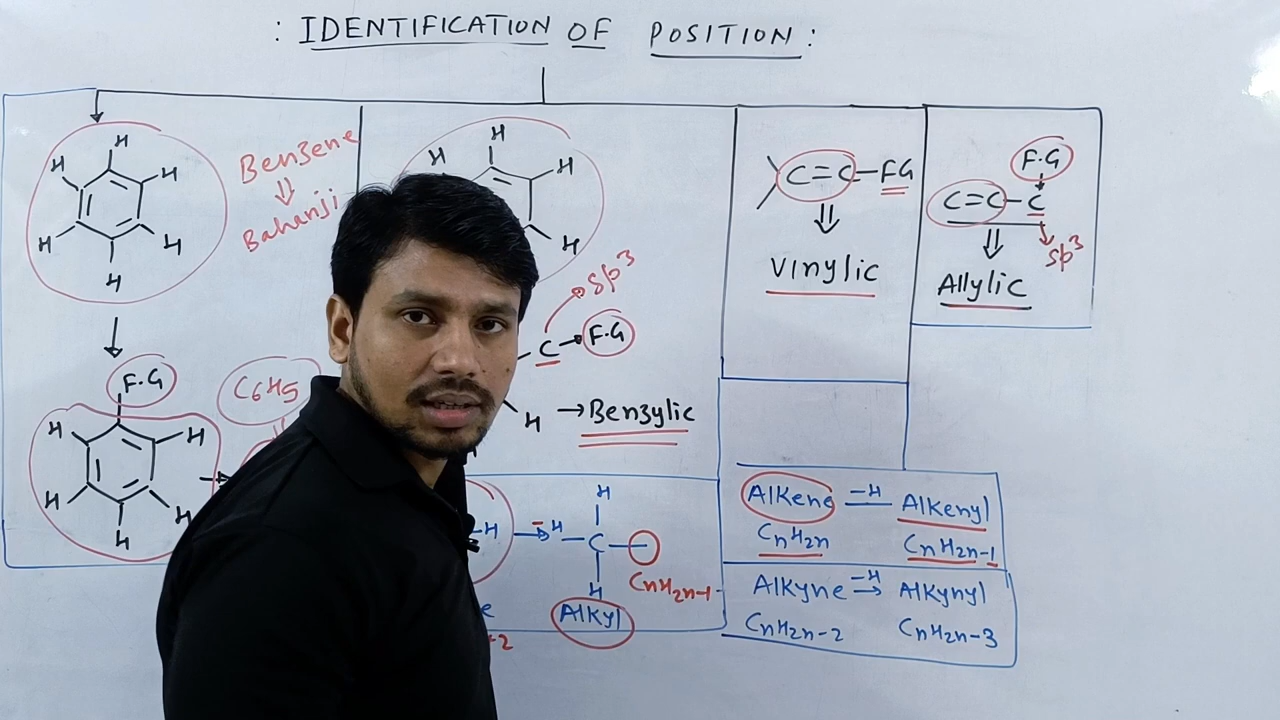 : IDENTIFICATION OF POSITION :
H
H
H
H
H
H
Benzene
⇓
Bahanji
F.G
H
H
H
H
H
C6H5
H
H
H
H
SP³
C → F.G
H
→ Benzylic
C=C-FG
⇓
Vinylic
F.G
C=C-C
SP³
⇓
Allylic
-H → H-C-
H
H
CnH2n-1
Alkyl
e
-2
Alkene -H Alkenyl
CnH2n CnH2n-1
Alkyne -H→ Alkynyl
CnH2n-2 CnH2n-3